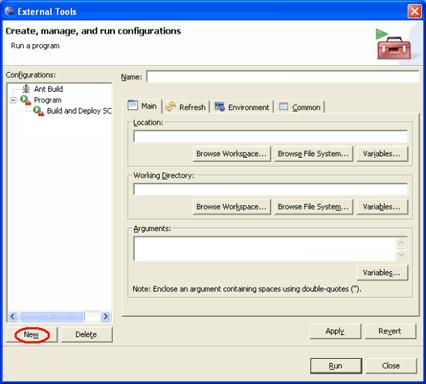 External Tools
Create, manage, and run configurations
Run a program
Configurations:
Ant Build
Program
Build and Deploy SC
New
Delete
Name:
Main Refresh Environment Common
Location:
Browse Workspace... Browse File System... Variables...
Working Directory:
Browse Workspace... Browse File System... Variables...
Arguments:
Variables...
Note: Enclose an argument containing spaces using double-quotes (").
Apply Revert
Run Close